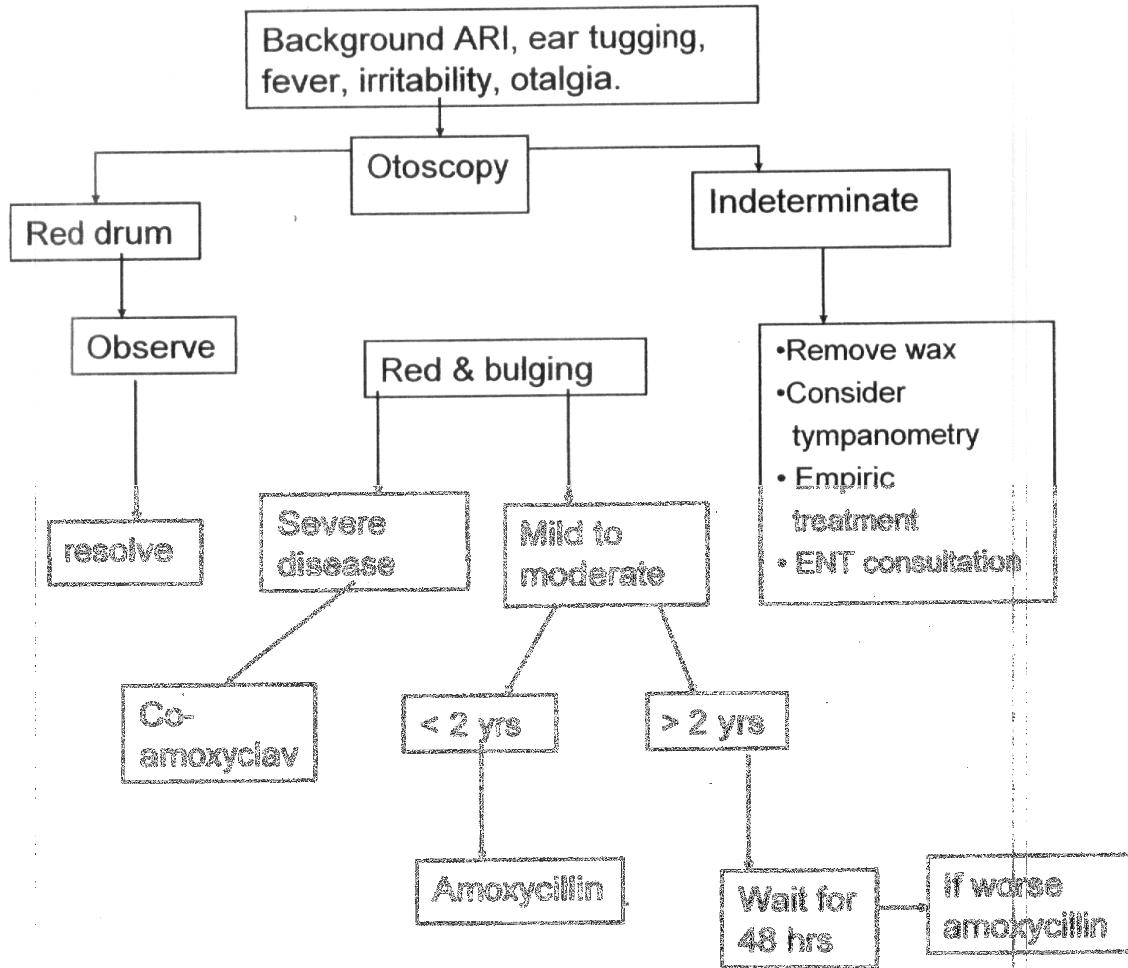 Background ARI, ear tugging,
fever, irritability, otalgia.
Otoscopy
Red drum
Indeterminate
Observe
Red & bulging
•Remove wax
•Consider
tympanometry
• Empiric
treatment
• ENT consultation
resolve
Severe
disease
Mild to
moderate
Co-
amoxyclav
< 2 yrs
> 2 yrs
Amoxycillin
Wait for
48 hrs
If worse
amoxycillin